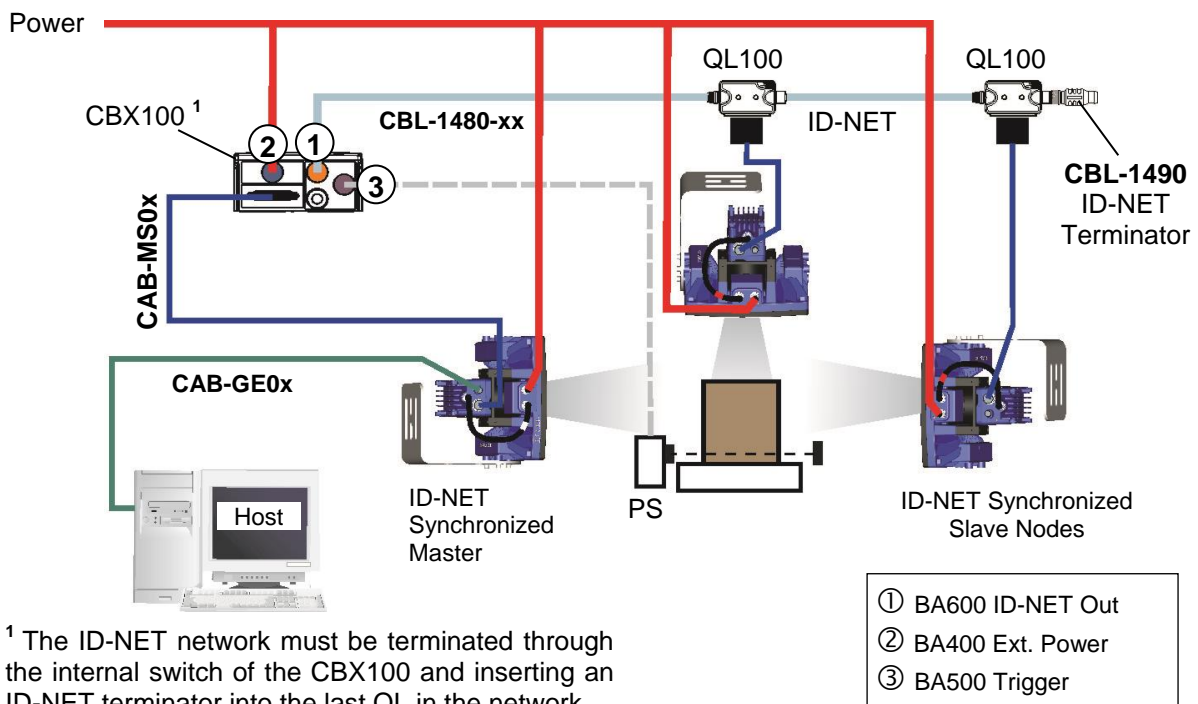 Power
QL100
QL100
CBX100 ¹
② ①
CBL-1480-xx
ID-NET
③
CBL-1490
ID-NET
Terminator
CAB-MS0x
CAB-GE0x
Host
ID-NET
Synchronized
Master
PS
ID-NET Synchronized
Slave Nodes
① BA600 ID-NET Out
② BA400 Ext. Power
③ BA500 Trigger
¹ The ID-NET network must be terminated through
the internal switch of the CBX100 and inserting an
ID-NET terminator into the last QL in the network